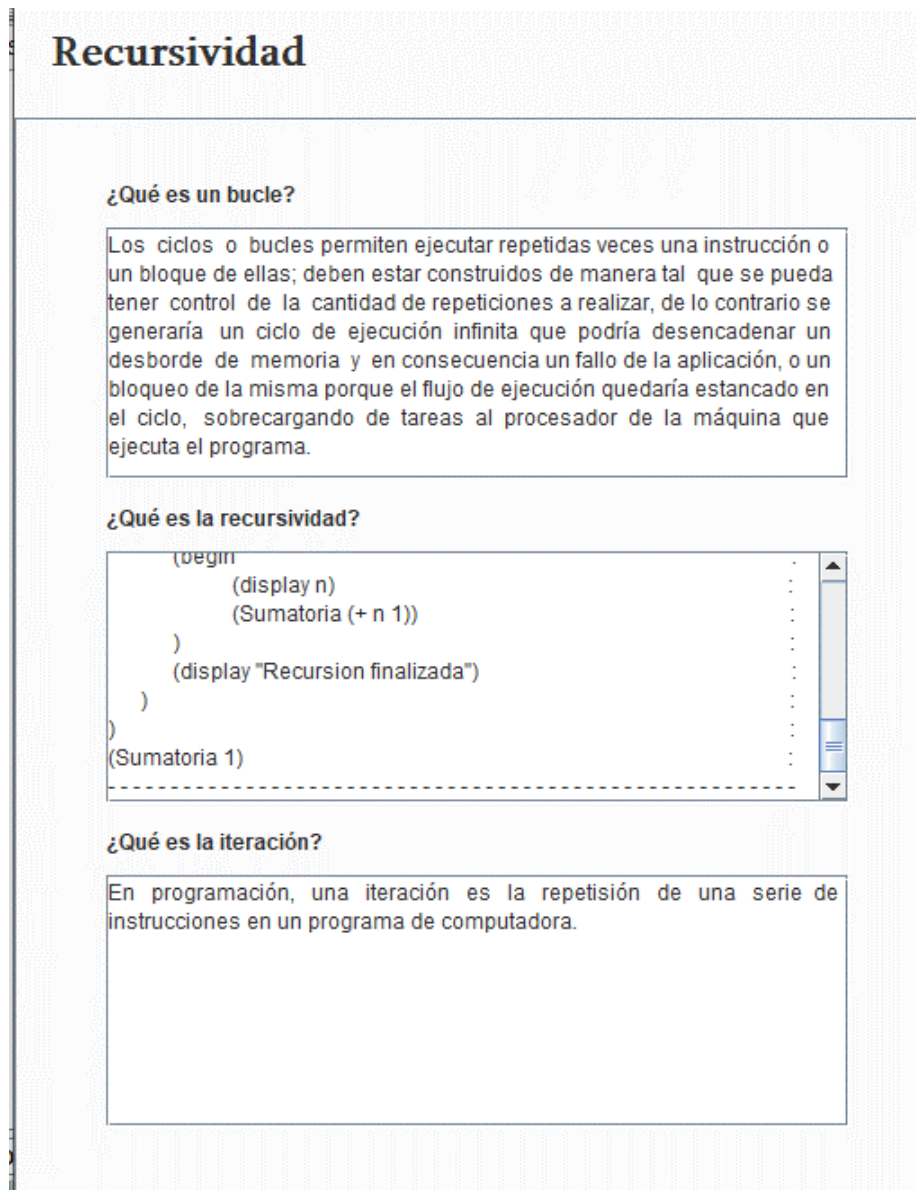 Recursividad
¿Qué es un bucle?
Los ciclos o bucles permiten ejecutar repetidas veces una instrucción o
un bloque de ellas; deben estar construidos de manera tal que se pueda
tener control de la cantidad de repeticiones a realizar, de lo contrario se
generaría un ciclo de ejecución infinita que podría desencadenar un
desborde de memoria y en consecuencia un fallo de la aplicación, o un
bloqueo de la misma porque el flujo de ejecución quedaría estancado en
el ciclo, sobrecargando de tareas al procesador de la máquina que
ejecuta el programa.
¿Qué es la recursividad?
(begin :
(display n) :
(Sumatoria (+ n 1)) :
) :
(display "Recursion finalizada") :
) :
) :
(Sumatoria 1) :
- - - - - - - - - - - - - - - - - - - - - - - - - - - - - - - - - - - - - - - - - - - - - - - - - - - - - - -
¿Qué es la iteración?
En programación, una iteración es la repetisión de una serie de
instrucciones en un programa de computadora.